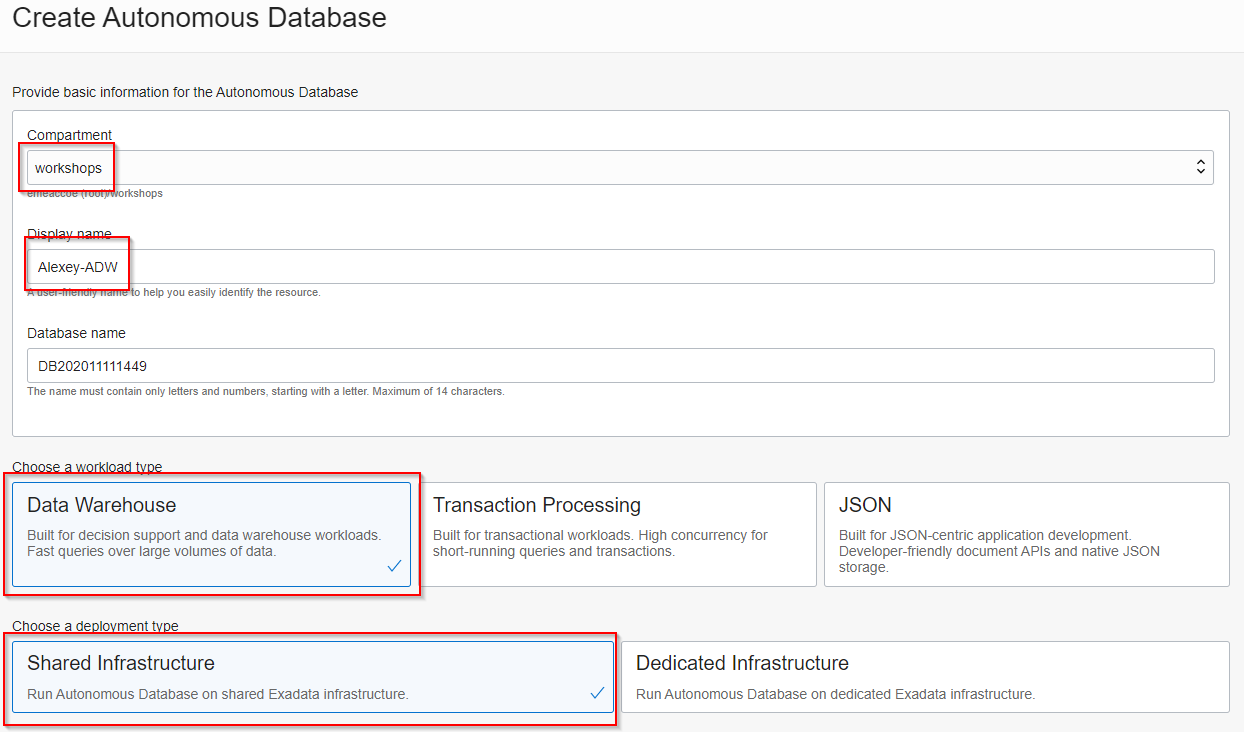 Create Autonomous Database
Provide basic information for the Autonomous Database
Compartment
workshops
emeaccoe (root)/workshops
Display name
Alexey-ADW
A user-friendly name to help you easily identify the resource.
Database name
DB202011111449
The name must contain only letters and numbers, starting with a letter. Maximum of 14 characters.
Choose a workload type
Data Warehouse
Built for decision support and data warehouse workloads.
Fast queries over large volumes of data.
Transaction Processing
Built for transactional workloads. High concurrency for
short-running queries and transactions.
JSON
Built for JSON-centric application development.
Developer-friendly document APIs and native JSON
storage.
Choose a deployment type
Shared Infrastructure
Run Autonomous Database on shared Exadata infrastructure.
Dedicated Infrastructure
Run Autonomous Database on dedicated Exadata infrastructure.